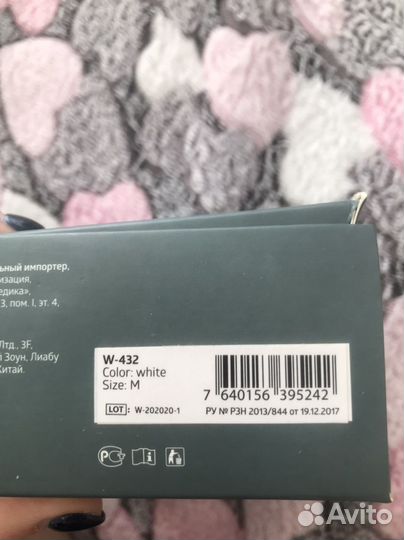 ьный импортер,
изация,
едика»,
3, пом. I, эт. 4,
Лтд., 3F,
й Зоун, Лиабу
Китай.
W-432
Color: white
Size: M
LOT: W-202020-1
7 640156 395242
РУ № РЗН 2013/844 от 19.12.2017
Avito